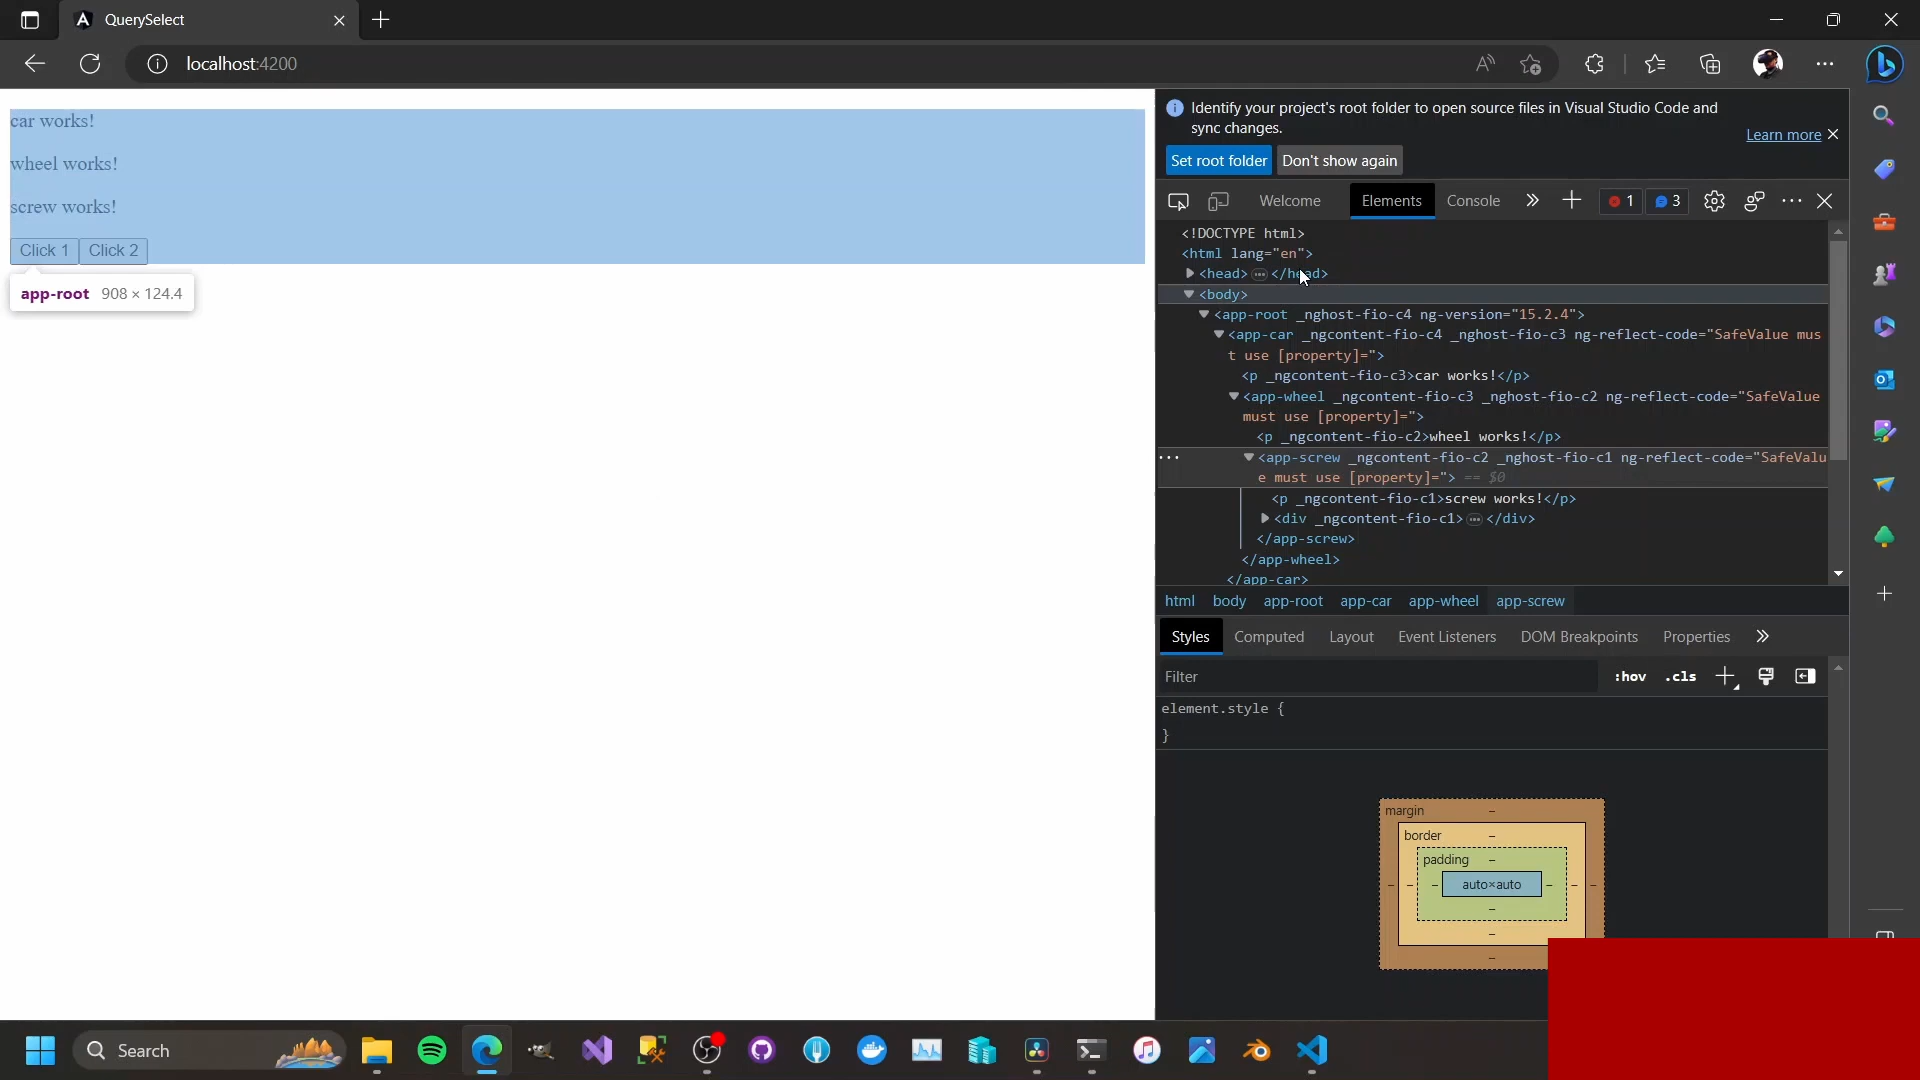 QuerySelect
localhost:4200
car works!
wheel works!
screw works!
Click 1 Click 2
app-root 908 × 124.4
Identify your project's root folder to open source files in Visual Studio Code and
sync changes.
Learn more
Set root folder Don't show again
Welcome Elements Console 1 3
<!DOCTYPE html>
<html lang="en">
<head> … </head>
<body>
<app-root _nghost-fio-c4 ng-version="15.2.4">
<app-car _ngcontent-fio-c4 _nghost-fio-c3 ng-reflect-code="SafeValue mus
t use [property]=">
<p _ngcontent-fio-c3>car works!</p>
<app-wheel _ngcontent-fio-c3 _nghost-fio-c2 ng-reflect-code="SafeValue
must use [property]=">
<p _ngcontent-fio-c2>wheel works!</p>
… <app-screw _ngcontent-fio-c2 _nghost-fio-c1 ng-reflect-code="SafeValu
e must use [property]="> == $0
<p _ngcontent-fio-c1>screw works!</p>
<div _ngcontent-fio-c1> … </div>
</app-screw>
</app-wheel>
</app-car>
html body app-root app-car app-wheel app-screw
Styles Computed Layout Event Listeners DOM Breakpoints Properties
Filter :hov .cls
element.style {
}
margin –
border –
padding –
– – – auto×auto – – –
–
–
–
Search